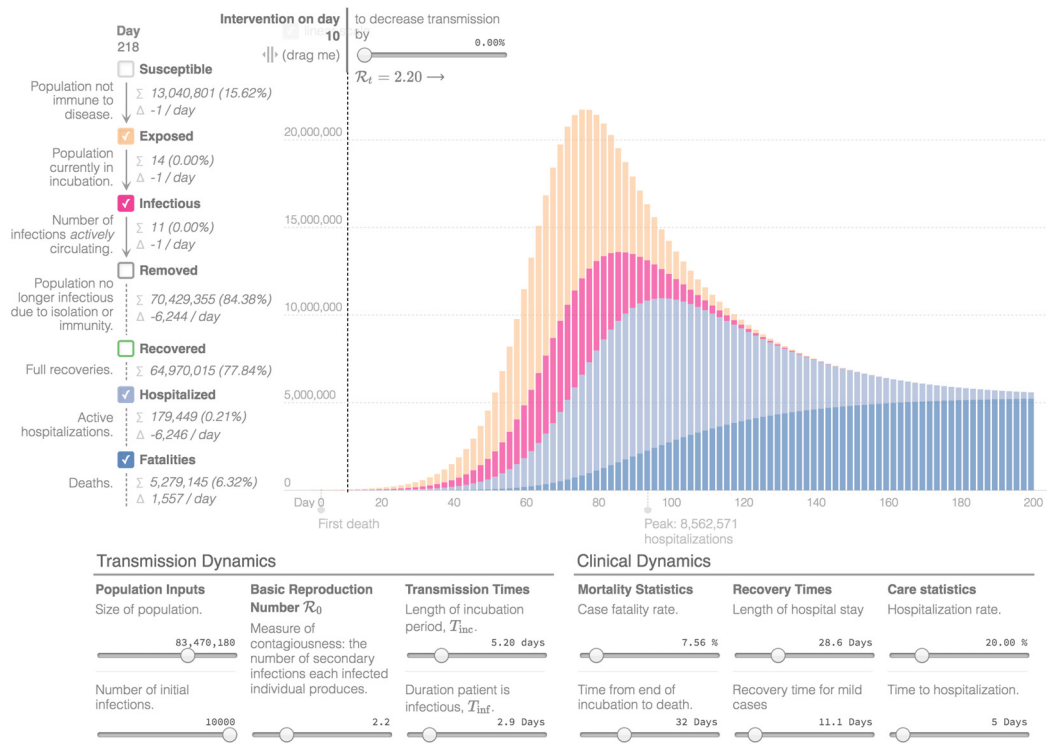 Day
218
Susceptible
Population not
immune to
disease.
Σ 13,040,801 (15.62%)
Δ -1 / day
Exposed
Population
currently in
incubation.
Σ 14 (0.00%)
Δ -1 / day
Infectious
Number of
infections actively
circulating.
Σ 11 (0.00%)
Δ -1 / day
Removed
Population no
longer infectious
due to isolation or
immunity.
Σ 70,429,355 (84.38%)
Δ -6,244 / day
Recovered
Full recoveries.
Σ 64,970,015 (77.84%)
Hospitalized
Active
hospitalizations.
Σ 179,449 (0.21%)
Δ -6,246 / day
Fatalities
Deaths.
Σ 5,279,145 (6.32%)
Δ 1,557 / day
Intervention on day
10
(drag me)
to decrease transmission
by
0.00%
ℛt = 2.20 →
20,000,000
15,000,000
10,000,000
5,000,000
0
Day 0 20 40 60 80 100 120 140 160 180 200
First death
Peak: 8,562,571
hospitalizations
Transmission Dynamics
Population Inputs
Size of population.
83,470,180
Number of initial
infections.
10000
Basic Reproduction
Number ℛ0
Measure of
contagiousness: the
number of secondary
infections each infected
individual produces.
2.2
Transmission Times
Length of incubation
period, Tinc.
5.20 days
Duration patient is
infectious, Tinf.
2.9 Days
Clinical Dynamics
Mortality Statistics
Case fatality rate.
7.56 %
Time from end of
incubation to death.
32 Days
Recovery Times
Length of hospital stay
28.6 Days
Recovery time for mild
cases
11.1 Days
Care statistics
Hospitalization rate.
20.00 %
Time to hospitalization.
5 Days